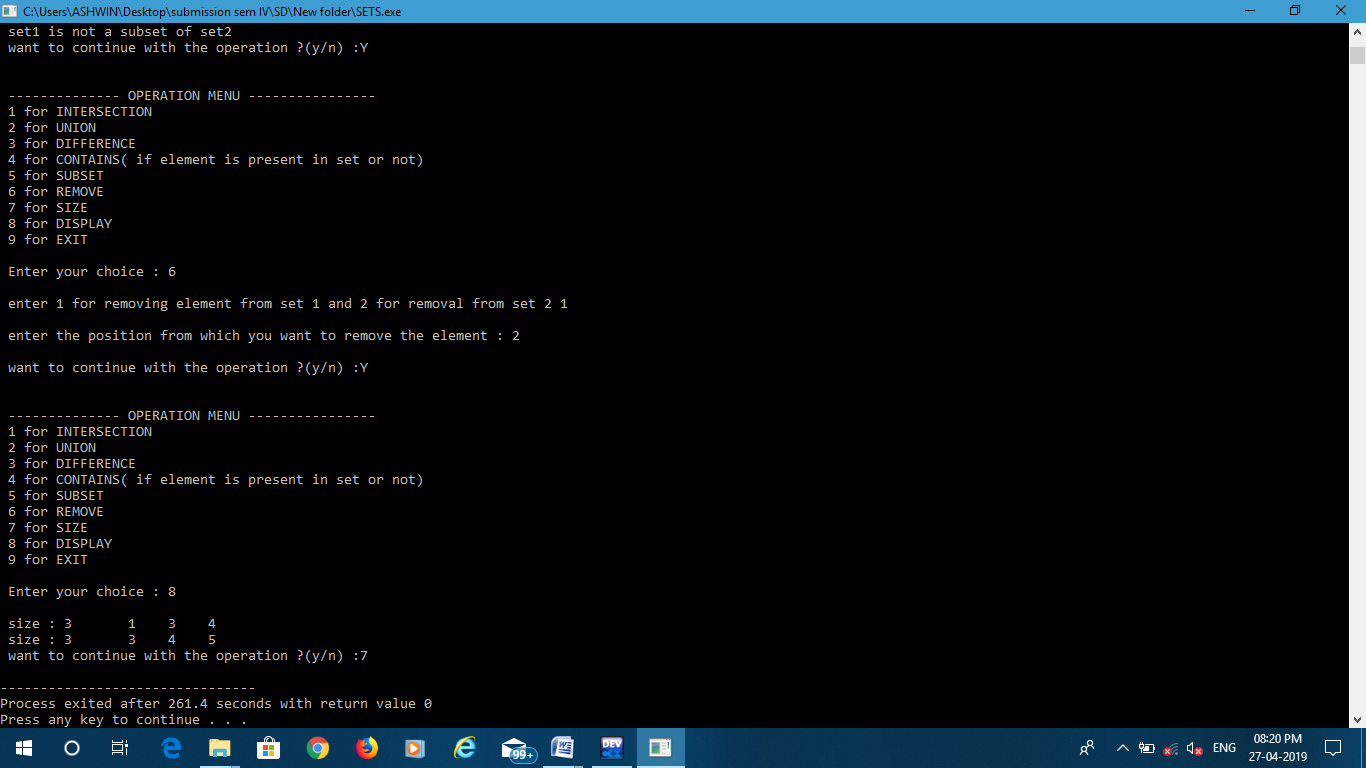 C:\Users\ASHWIN\Desktop\submission sem IV\SD\New folder\SETS.exe
set1 is not a subset of set2
want to continue with the operation ?(y/n) :Y
-------------- OPERATION MENU ----------------
1 for INTERSECTION
2 for UNION
3 for DIFFERENCE
4 for CONTAINS( if element is present in set or not)
5 for SUBSET
6 for REMOVE
7 for SIZE
8 for DISPLAY
9 for EXIT
Enter your choice : 6
enter 1 for removing element from set 1 and 2 for removal from set 2 1
enter the position from which you want to remove the element : 2
want to continue with the operation ?(y/n) :Y
-------------- OPERATION MENU ----------------
1 for INTERSECTION
2 for UNION
3 for DIFFERENCE
4 for CONTAINS( if element is present in set or not)
5 for SUBSET
6 for REMOVE
7 for SIZE
8 for DISPLAY
9 for EXIT
Enter your choice : 8
size : 3       1    3    4
size : 3       3    4    5
want to continue with the operation ?(y/n) :7
--------------------------------
Process exited after 261.4 seconds with return value 0
Press any key to continue . . .
99+
DEV
ENG
08:20 PM
27-04-2019